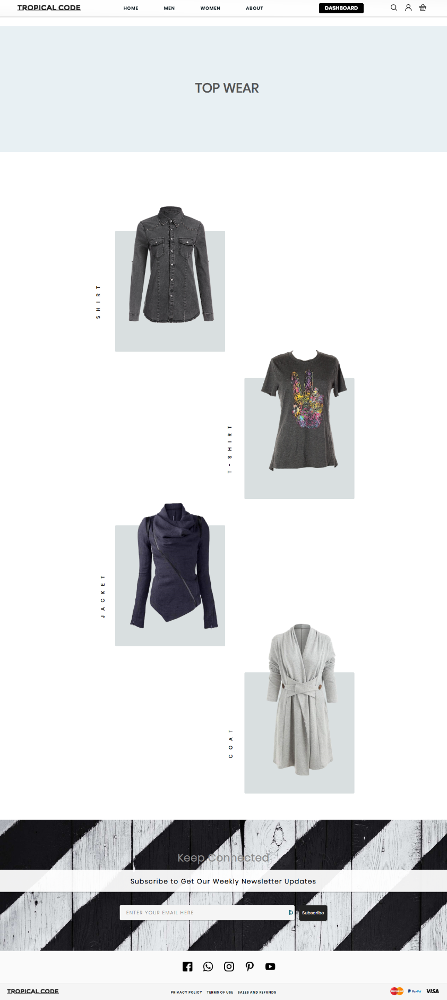 TROPICAL CODE
HOME MEN WOMEN ABOUT
DASHBOARD
TOP WEAR
SHIRT
T-SHIRT
JACKET
COAT
Keep Connected
Subscribe to Get Our Weekly Newsletter Updates
ENTER YOUR EMAIL HERE
Subscribe
TROPICAL CODE
PRIVACY POLICY TERMS OF USE SALES AND REFUNDS
MasterCard PayPal VISA